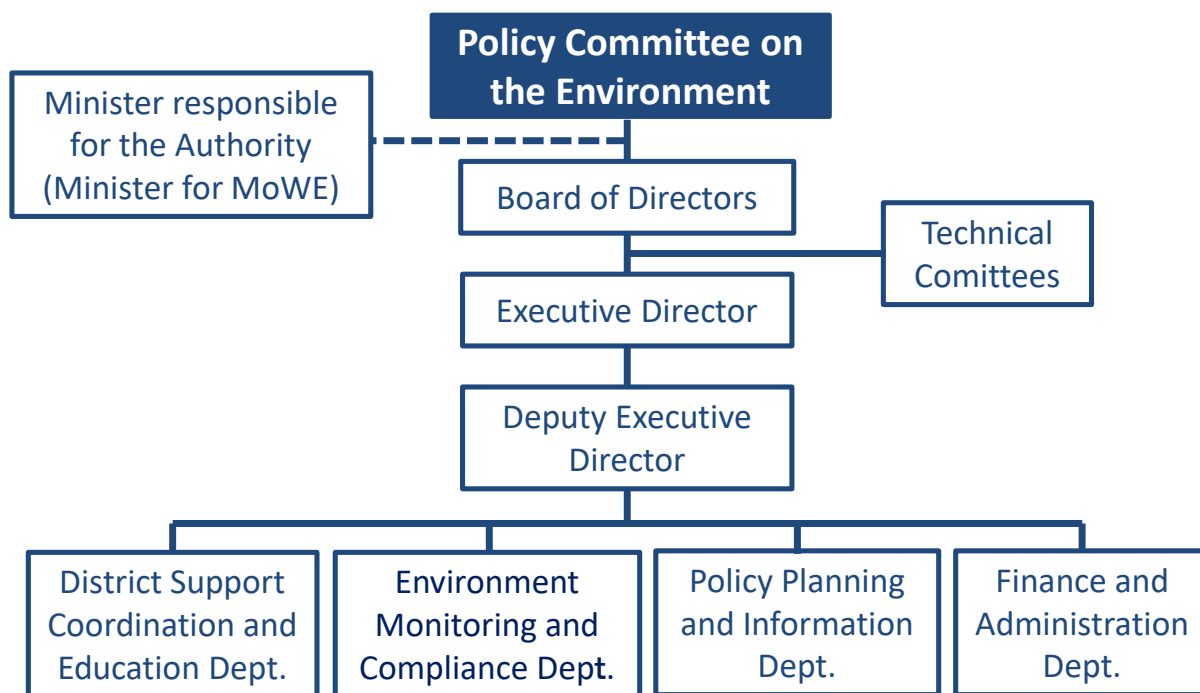 Policy Committee on
the Environment
Minister responsible
for the Authority
(Minister for MoWE)
Board of Directors
Technical
Comittees
Executive Director
Deputy Executive
Director
District Support
Coordination and
Education Dept.
Environment
Monitoring and
Compliance Dept.
Policy Planning
and Information
Dept.
Finance and
Administration
Dept.